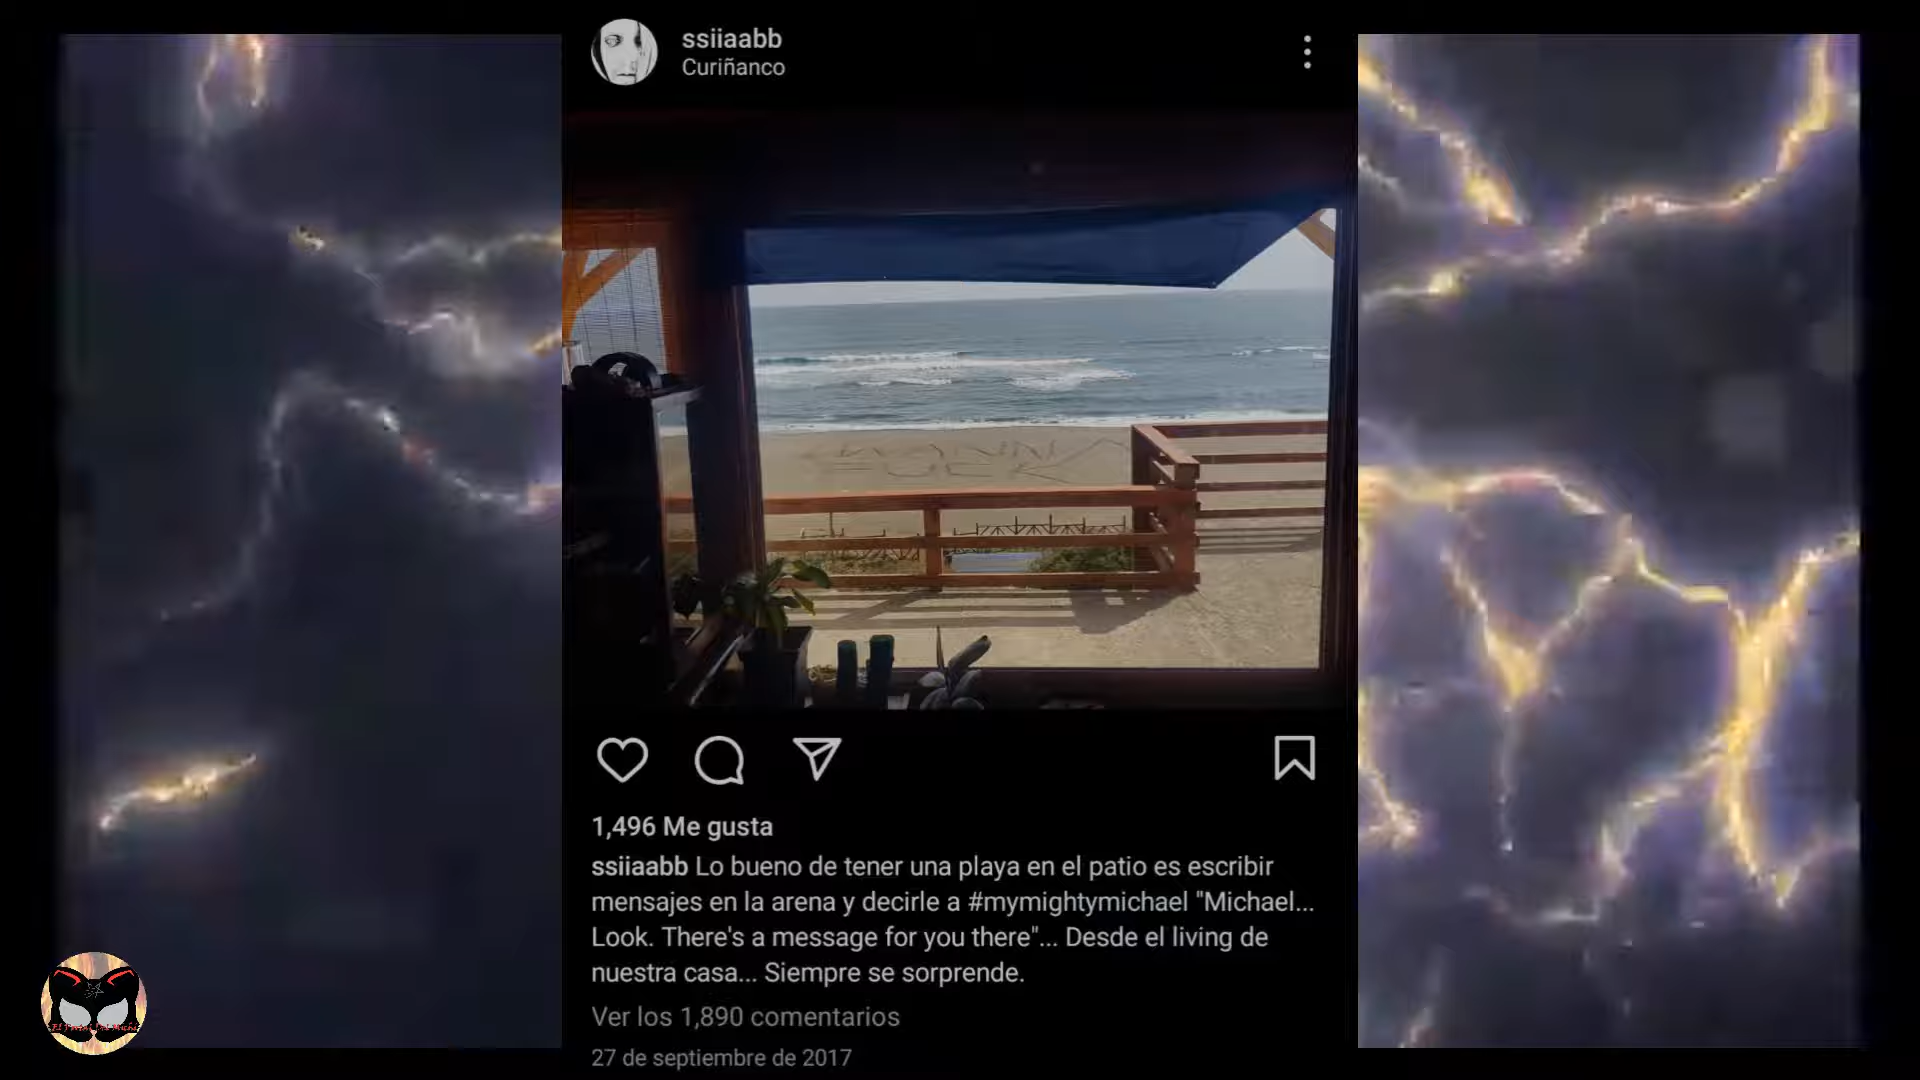 ssiiaabb
Curiñanco
WANNA
FUCK
1,496 Me gusta
ssiiaabb Lo bueno de tener una playa en el patio es escribir
mensajes en la arena y decirle a #mymightymichael "Michael...
Look. There's a message for you there"... Desde el living de
nuestra casa... Siempre se sorprende.
Ver los 1,890 comentarios
27 de septiembre de 2017